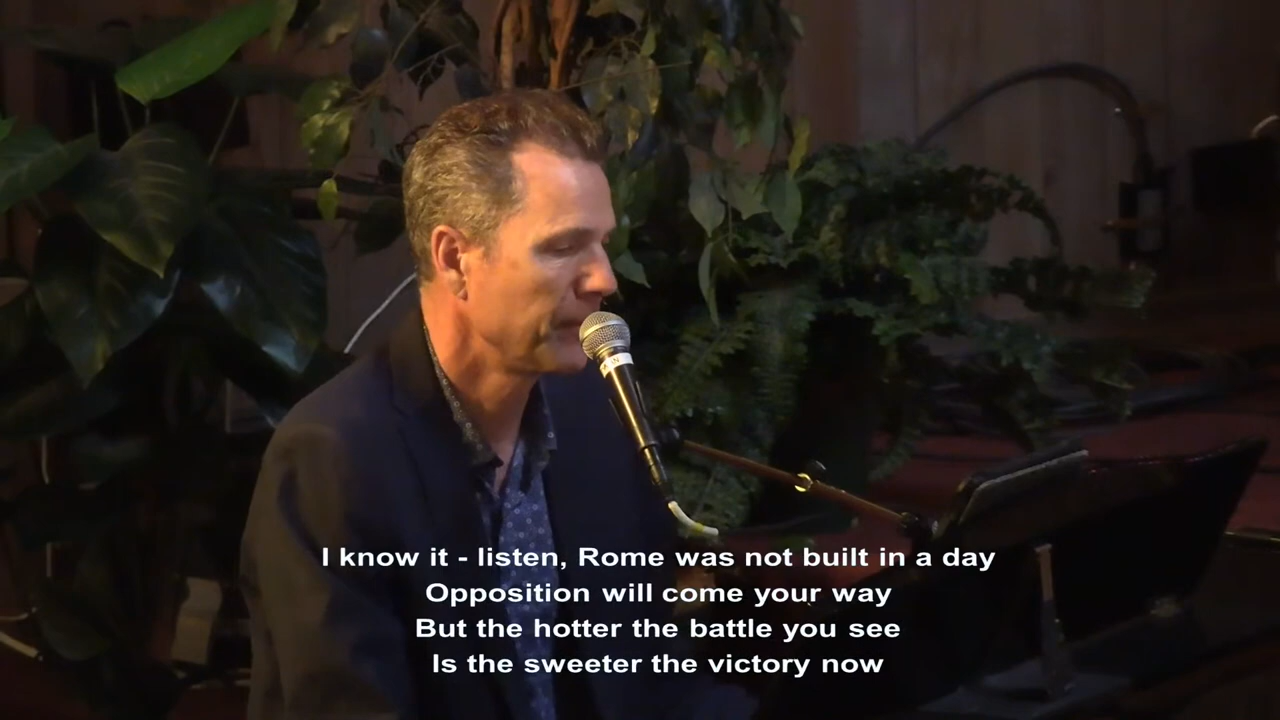 I know it - listen, Rome was not built in a day
Opposition will come your way
But the hotter the battle you see
Is the sweeter the victory now